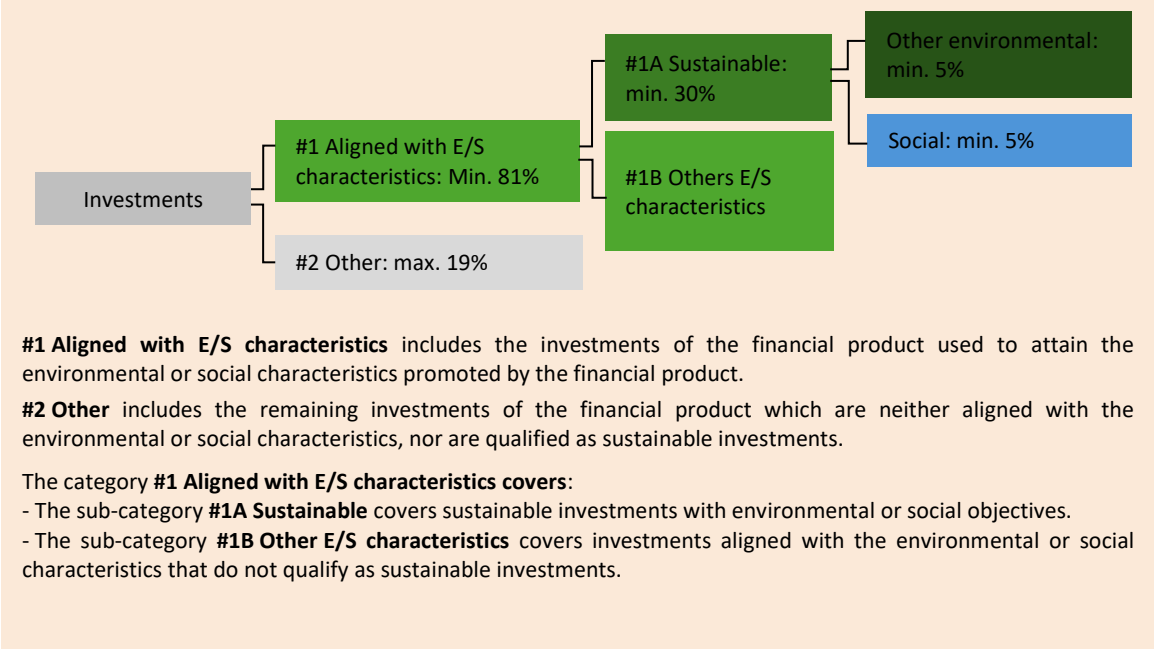 Other environmental:
min. 5%
#1A Sustainable:
min. 30%
Social: min. 5%
#1 Aligned with E/S
characteristics: Min. 81%
#1B Others E/S
characteristics
Investments
#2 Other: max. 19%
#1 Aligned with E/S characteristics includes the investments of the financial product used to attain the
environmental or social characteristics promoted by the financial product.
#2 Other includes the remaining investments of the financial product which are neither aligned with the
environmental or social characteristics, nor are qualified as sustainable investments.
The category #1 Aligned with E/S characteristics covers:
- The sub-category #1A Sustainable covers sustainable investments with environmental or social objectives.
- The sub-category #1B Other E/S characteristics covers investments aligned with the environmental or social
characteristics that do not qualify as sustainable investments.